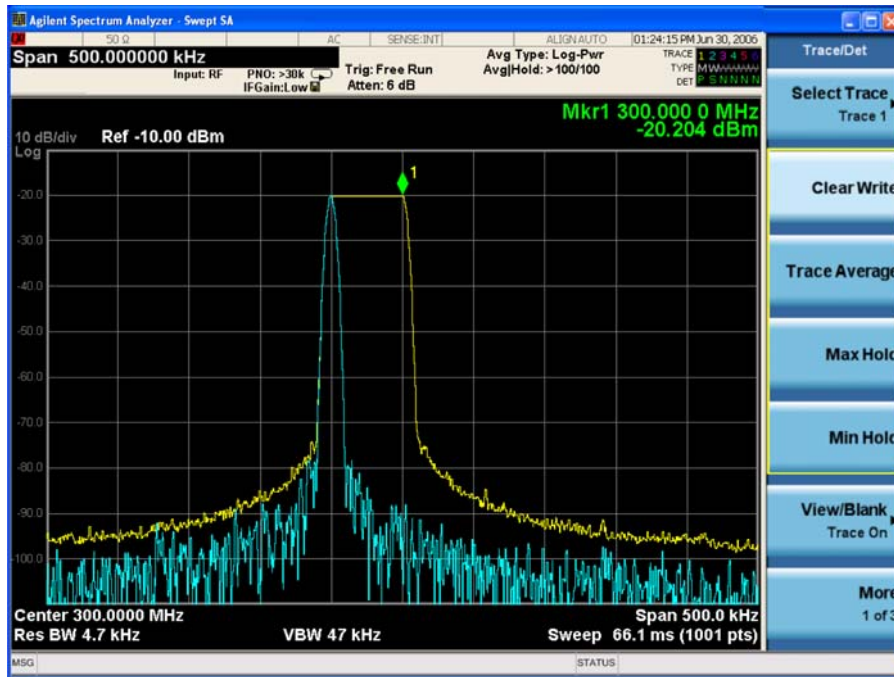 Agilent Spectrum Analyzer - Swept SA
50 Ω AC SENSE:INT ALIGN AUTO 01:24:15 PM Jun 30, 2006
Span 500.000000 kHz
Input: RF PNO: >30k IFGain:Low
Trig: Free Run
Atten: 6 dB
Avg Type: Log-Pwr
Avg|Hold: >100/100
TRACE 1 2 3 4 5 6
TYPE
DET P S N N N N
Mkr1 300.000 0 MHz
-20.204 dBm
10 dB/div Ref -10.00 dBm
Log
1
-20.0
-30.0
-40.0
-50.0
-60.0
-70.0
-80.0
-90.0
-100.0
Center 300.0000 MHz Span 500.0 kHz
Res BW 4.7 kHz VBW 47 kHz Sweep 66.1 ms (1001 pts)
MSG STATUS
Trace/Det
Select Trace
Trace 1
Clear Write
Trace Average
Max Hold
Min Hold
View/Blank
Trace On
More
1 of 3